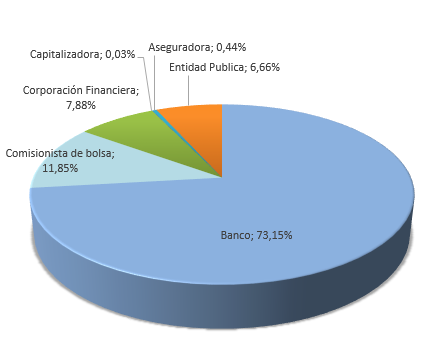 Aseguradora; 0,44%
Capitalizadora; 0,03%
Entidad Publica; 6,66%
Corporación Financiera;
7,88%
Comisionista de bolsa;
11,85%
Banco; 73,15%